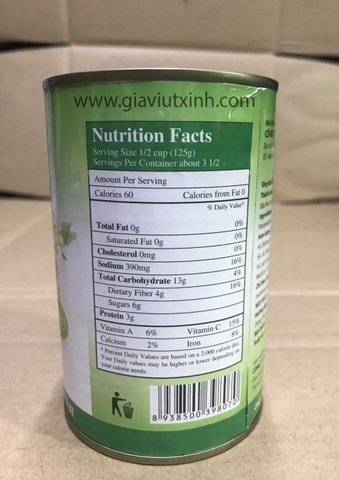 www.giaviutxinh.com
Nutrition Facts
Serving Size 1/2 cup (125g)
Servings Per Container about 3 1/2
Amount Per Serving
Calories 60 Calories from Fat 0
% Daily Value*
Total Fat 0g 0%
Saturated Fat 0g 0%
Cholesterol 0mg 0%
Sodium 390mg 16%
Total Carbohydrate 13g 4%
Dietary Fiber 4g 16%
Sugars 6g
Protein 3g
Vitamin A 6% Vitamin C 15%
Calcium 2% Iron 8%
* Percent Daily Values are based on a 2,000 calorie diet.
Your Daily values may be higher or lower depending on
your calorie needs.
8 938500 398070